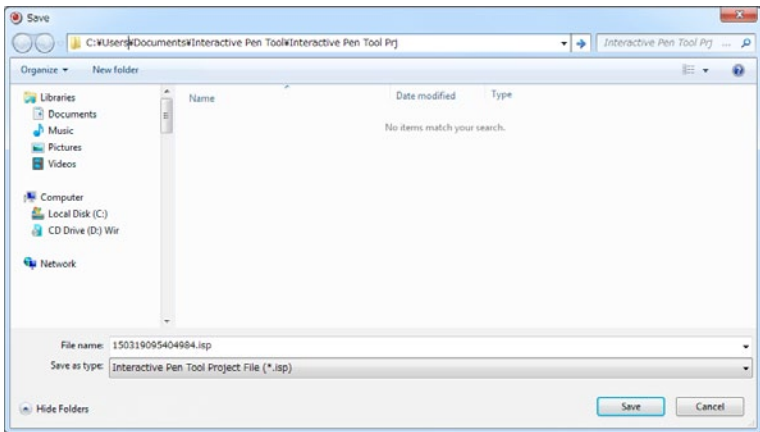 Save
C:¥Users¥Documents¥Interactive Pen Tool¥Interactive Pen Tool Prj
Interactive Pen Tool Prj ...
Organize
New folder
Libraries
Documents
Music
Pictures
Videos
Computer
Local Disk (C:)
CD Drive (D:) Wir
Network
Name
Date modified
Type
No items match your search.
File name: 150319095404984.isp
Save as type: Interactive Pen Tool Project File (*.isp)
Hide Folders
Save
Cancel